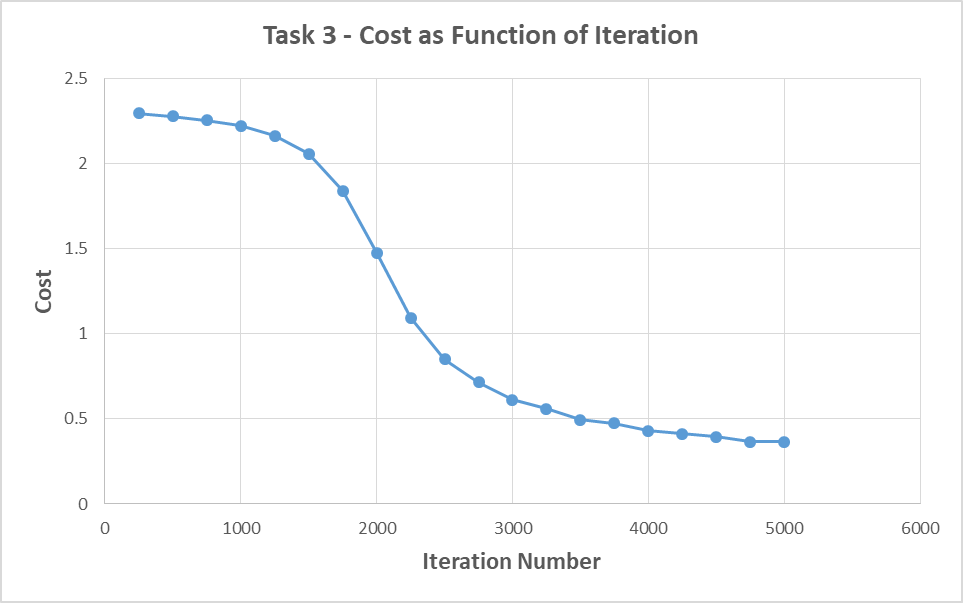 Task 3 - Cost as Function of Iteration
2.5
2
1.5
1
0.5
0
Cost
0 1000 2000 3000 4000 5000 6000
Iteration Number